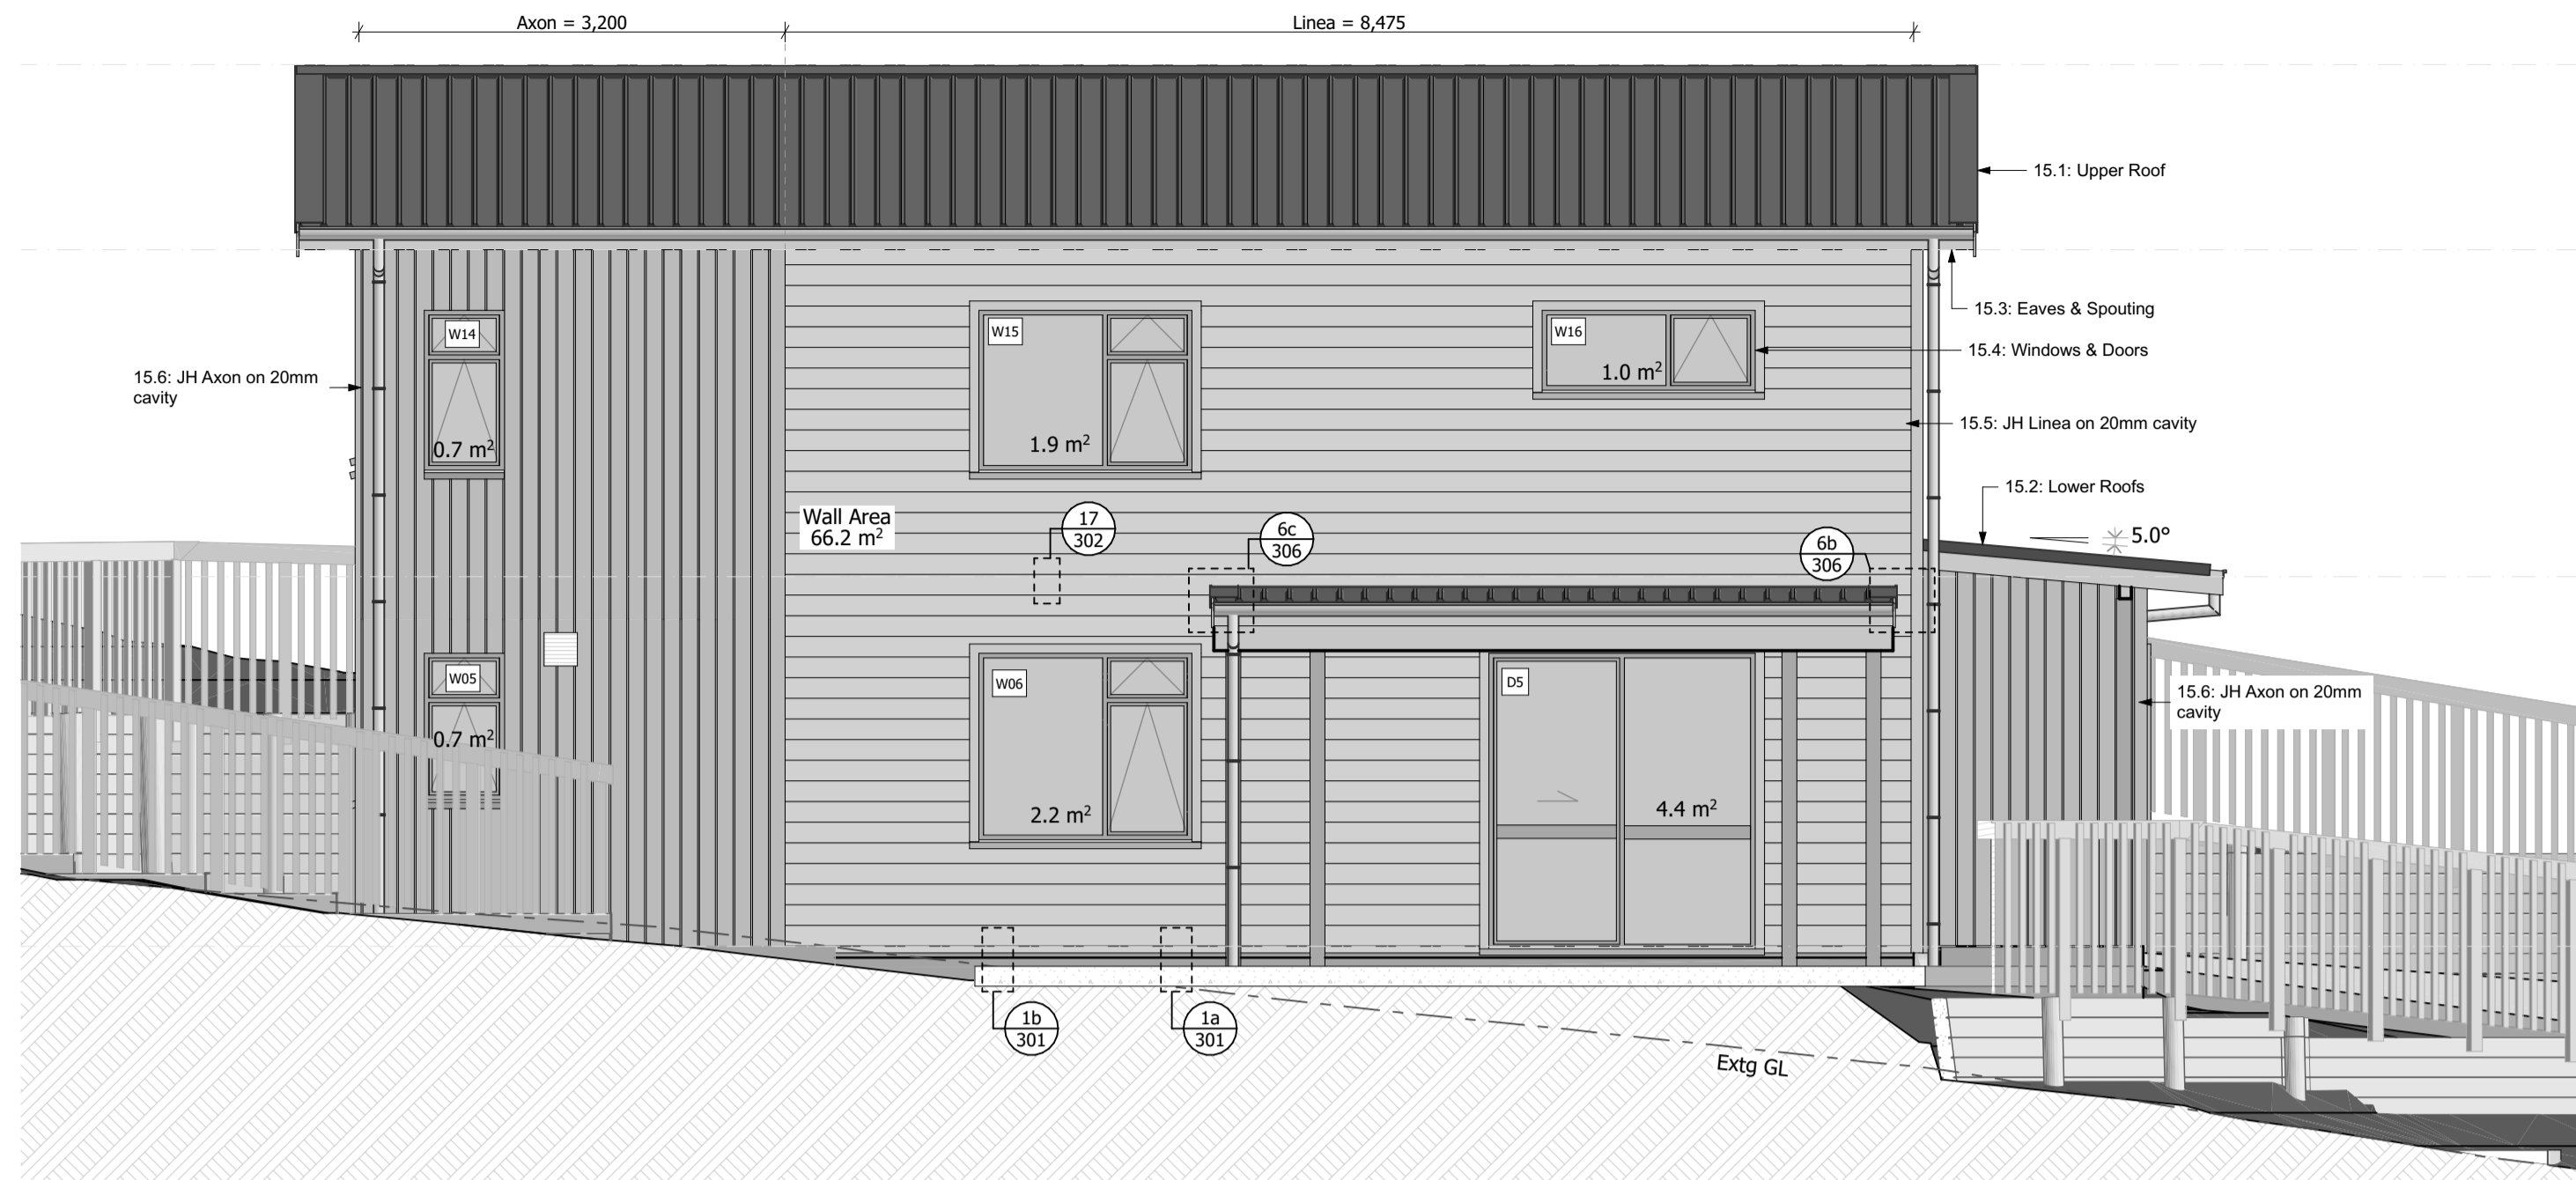 Axon = 3,200
Linea = 8,475
15.1: Upper Roof
15.3: Eaves & Spouting
W14
W15
W16
15.4: Windows & Doors
1.0 m²
15.6: JH Axon on 20mm
cavity
15.5: JH Linea on 20mm cavity
0.7 m²
1.9 m²
15.2: Lower Roofs
Wall Area
66.2 m²
17
302
6c
306
6b
306
5.0°
W05
W06
D5
15.6: JH Axon on 20mm
cavity
0.7 m²
2.2 m²
4.4 m²
1b
301
1a
301
Extg GL